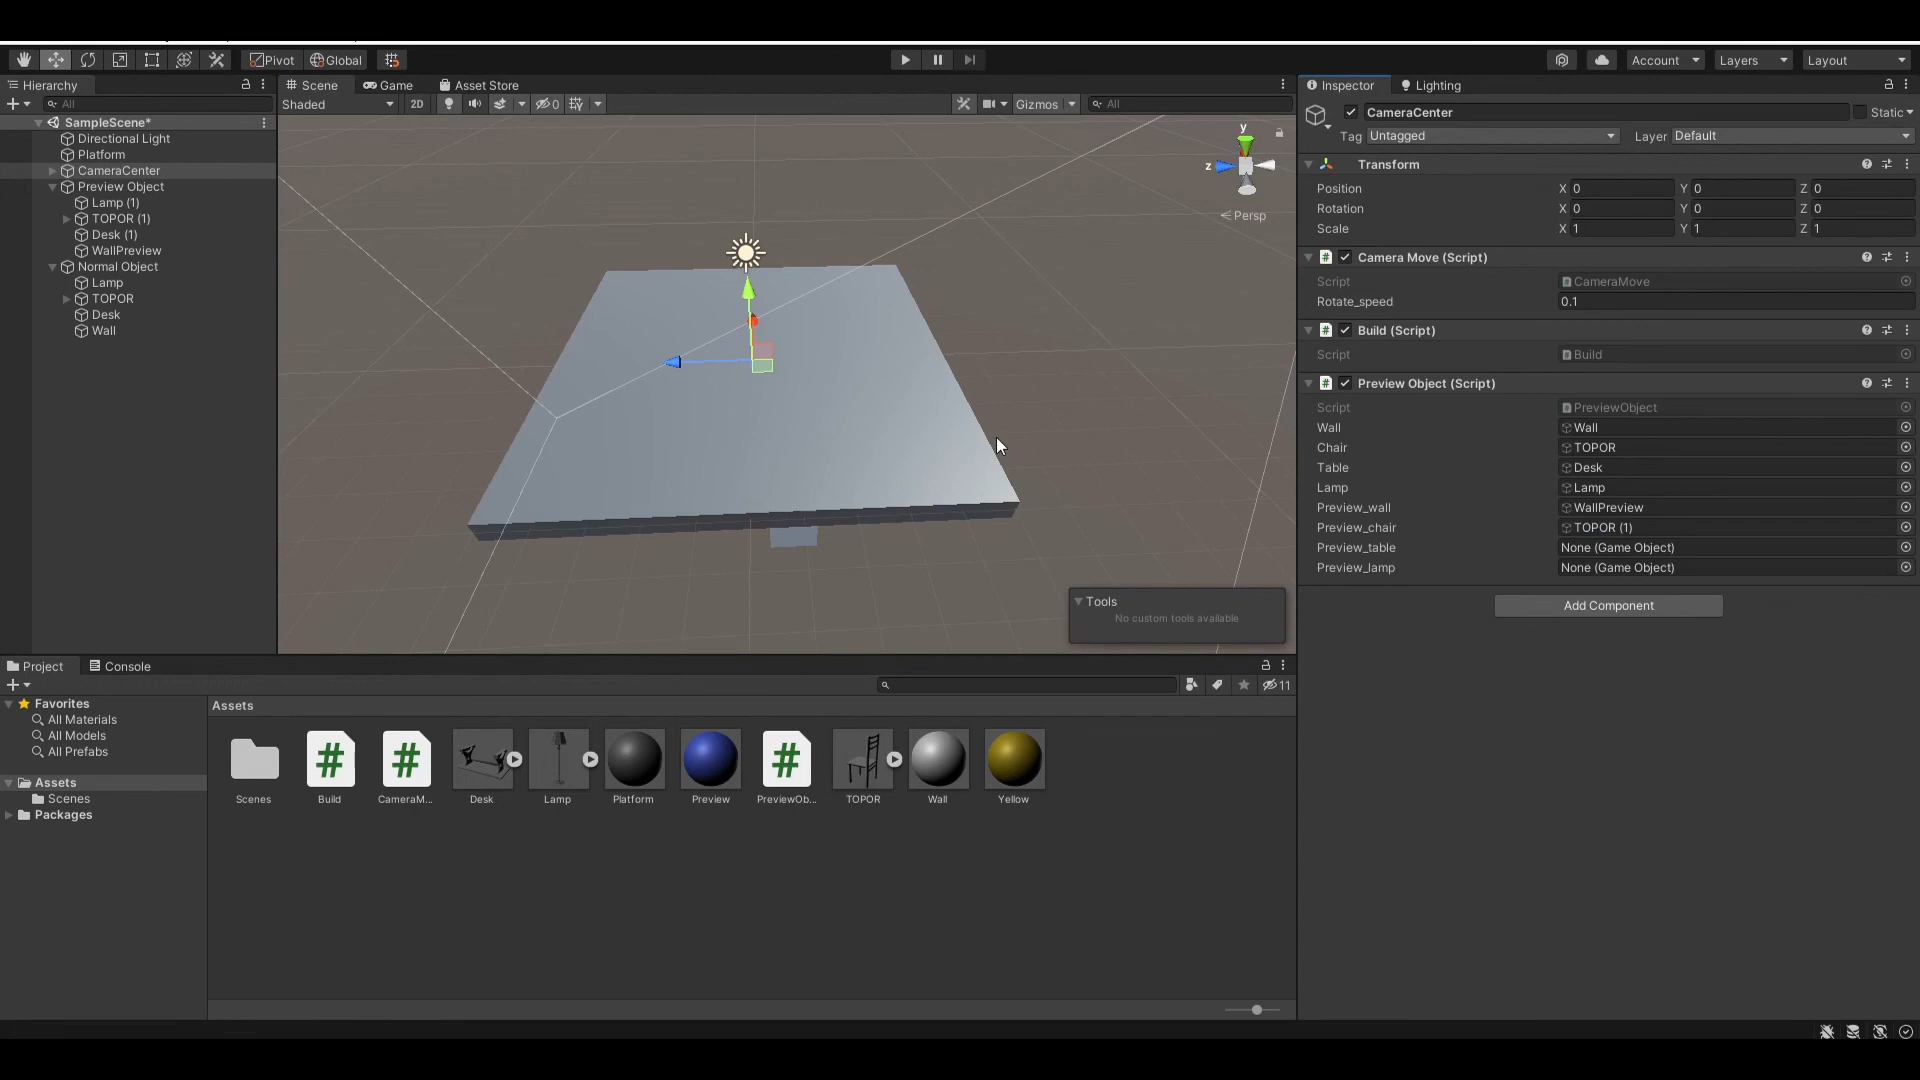 Pivot Global Account Layers Layout
Hierarchy Scene Game Asset Store Inspector Lighting
All Shaded 2D 0 Gizmos All
SampleScene*
Directional Light
Platform
CameraCenter
Preview Object
Lamp (1)
TOPOR (1)
Desk (1)
WallPreview
Normal Object
Lamp
TOPOR
Desk
Wall
y
z
Persp
Tools
No custom tools available
CameraCenter Static
Tag Untagged Layer Default
Transform
Position X 0 Y 0 Z 0
Rotation X 0 Y 0 Z 0
Scale X 1 Y 1 Z 1
Camera Move (Script)
Script CameraMove
Rotate_speed 0.1
Build (Script)
Script Build
Preview Object (Script)
Script PreviewObject
Wall Wall
Chair TOPOR
Table Desk
Lamp Lamp
Preview_wall WallPreview
Preview_chair TOPOR (1)
Preview_table None (Game Object)
Preview_lamp None (Game Object)
Add Component
Project Console
11
Favorites
All Materials
All Models
All Prefabs
Assets
Scenes
Packages
Assets
Scenes Build CameraM... Desk Lamp Platform Preview PreviewOb... TOPOR Wall Yellow